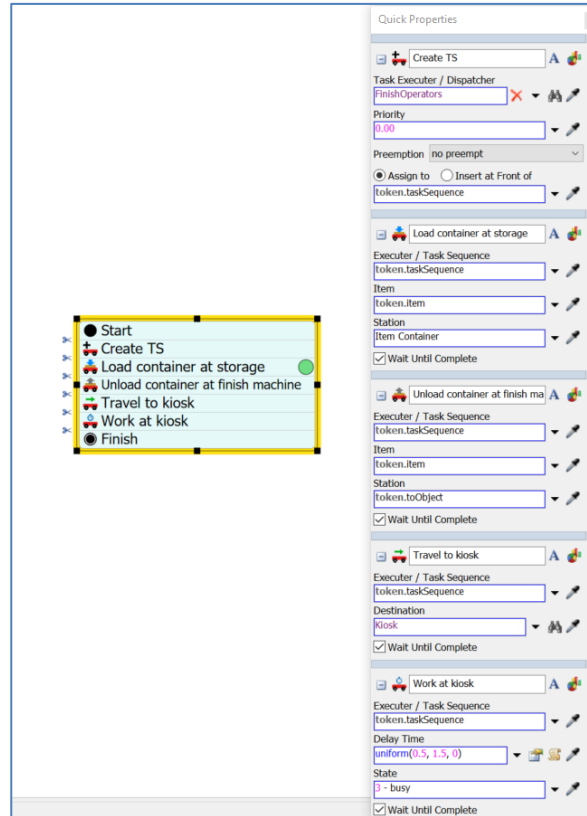 Quick Properties
Create TS
Task Executer / Dispatcher
FinishOperators
Priority
0.00
Preemption no preempt
Assign to Insert at Front of
token.taskSequence
Load container at storage
Executer / Task Sequence
token.taskSequence
Item
token.item
Station
Item Container
Wait Until Complete
Start
Create TS
Load container at storage
Unload container at finish machine
Travel to kiosk
Work at kiosk
Finish
Unload container at finish ma
Executer / Task Sequence
token.taskSequence
Item
token.item
Station
token.toObject
Wait Until Complete
Travel to kiosk
Executer / Task Sequence
token.taskSequence
Destination
Kiosk
Wait Until Complete
Work at kiosk
Executer / Task Sequence
token.taskSequence
Delay Time
uniform(0.5, 1.5, 0)
State
3 - busy
Wait Until Complete